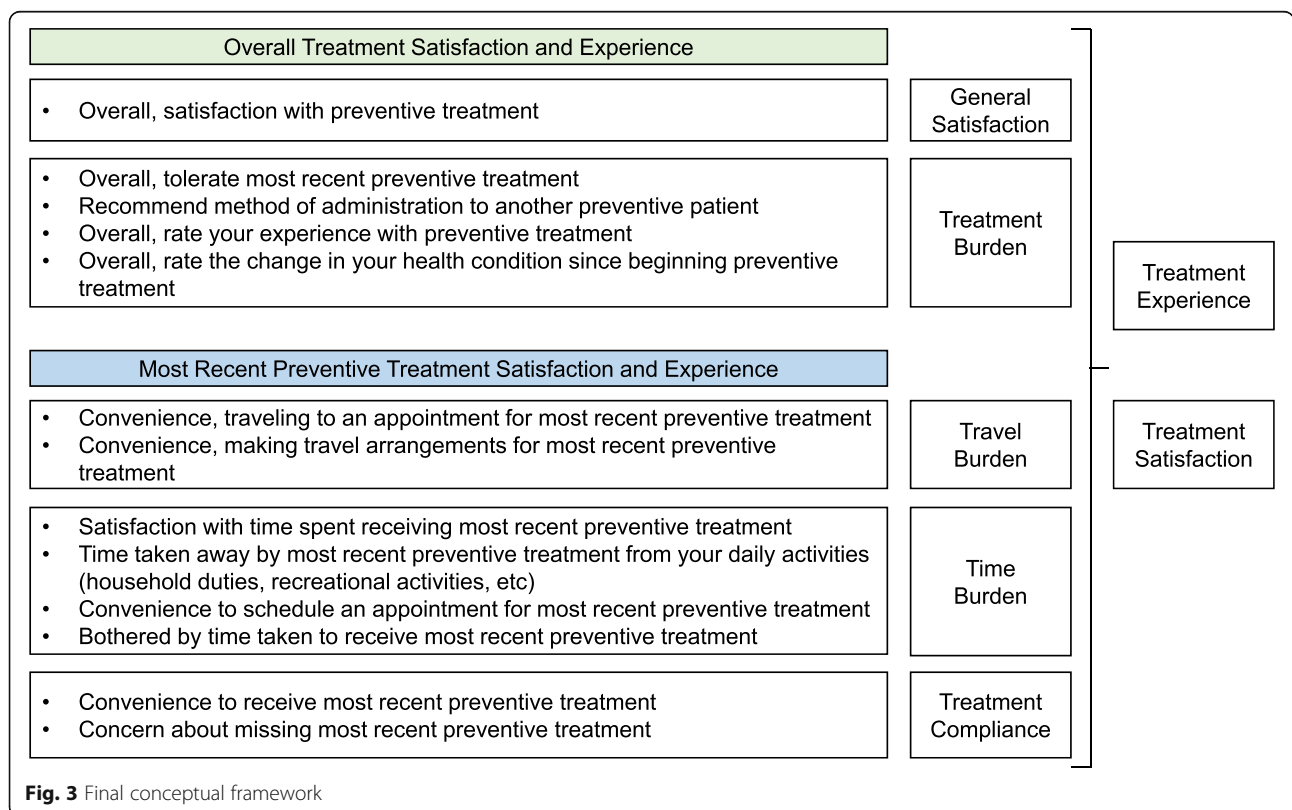 Overall Treatment Satisfaction and Experience
• Overall, satisfaction with preventive treatment
General
Satisfaction
• Overall, tolerate most recent preventive treatment
• Recommend method of administration to another preventive patient
• Overall, rate your experience with preventive treatment
• Overall, rate the change in your health condition since beginning preventive
treatment
Treatment
Burden
Treatment
Experience
Most Recent Preventive Treatment Satisfaction and Experience
• Convenience, traveling to an appointment for most recent preventive treatment
• Convenience, making travel arrangements for most recent preventive
treatment
Travel
Burden
Treatment
Satisfaction
• Satisfaction with time spent receiving most recent preventive treatment
• Time taken away by most recent preventive treatment from your daily activities
(household duties, recreational activities, etc)
• Convenience to schedule an appointment for most recent preventive treatment
• Bothered by time taken to receive most recent preventive treatment
Time
Burden
• Convenience to receive most recent preventive treatment
• Concern about missing most recent preventive treatment
Treatment
Compliance
Fig. 3 Final conceptual framework